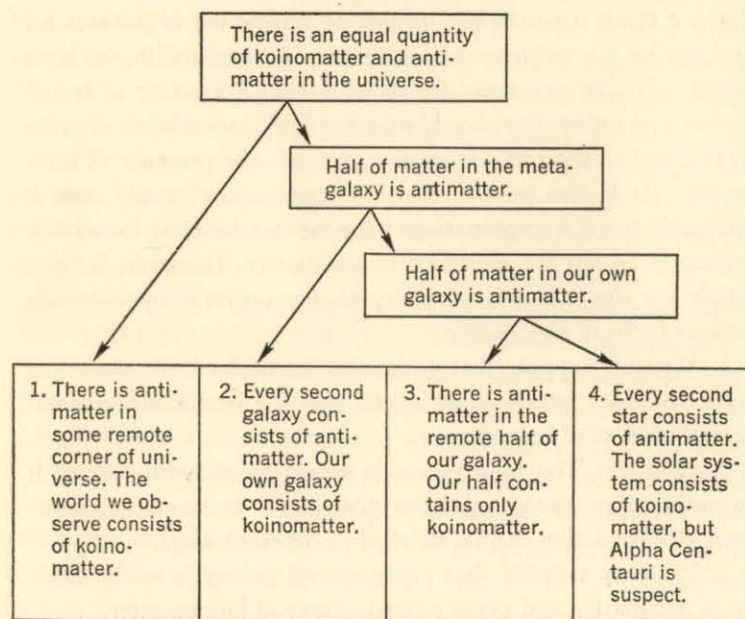 There is an equal quantity
of koinomatter and anti-
matter in the universe.
Half of matter in the meta-
galaxy is antimatter.
Half of matter in our own
galaxy is antimatter.
1. There is anti-
matter in
some remote
corner of uni-
verse. The
world we ob-
serve consists
of koino-
matter.
2. Every second
galaxy con-
sists of anti-
matter. Our
own galaxy
consists of
koinomatter.
3. There is anti-
matter in the
remote half of
our galaxy.
Our half con-
tains only
koinomatter.
4. Every second
star consists
of antimatter.
The solar sys-
tem consists
of koino-
matter, but
Alpha Cen-
tauri is
suspect.